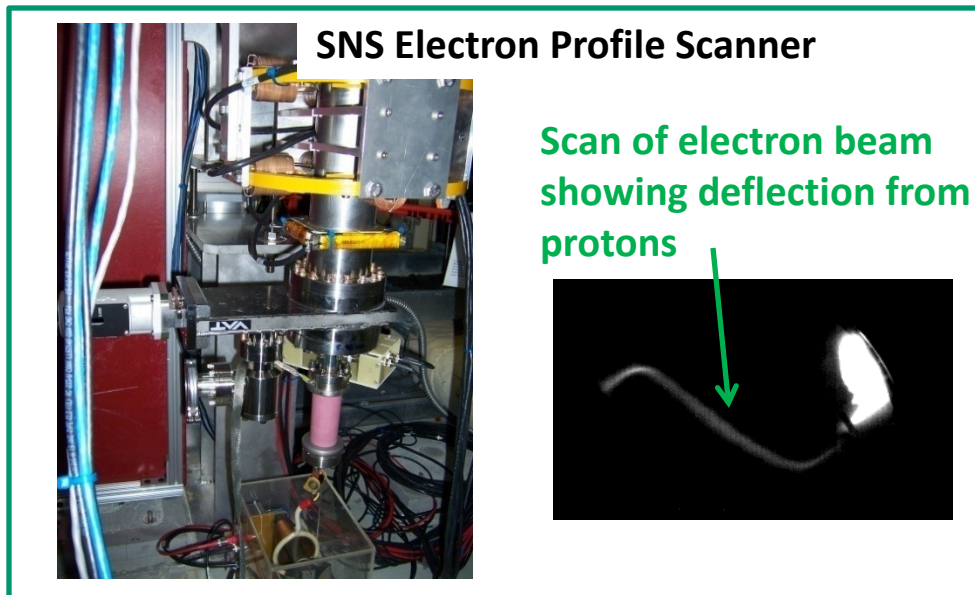 SNS Electron Profile Scanner
Scan of electron beam
showing deflection from
protons
VAT